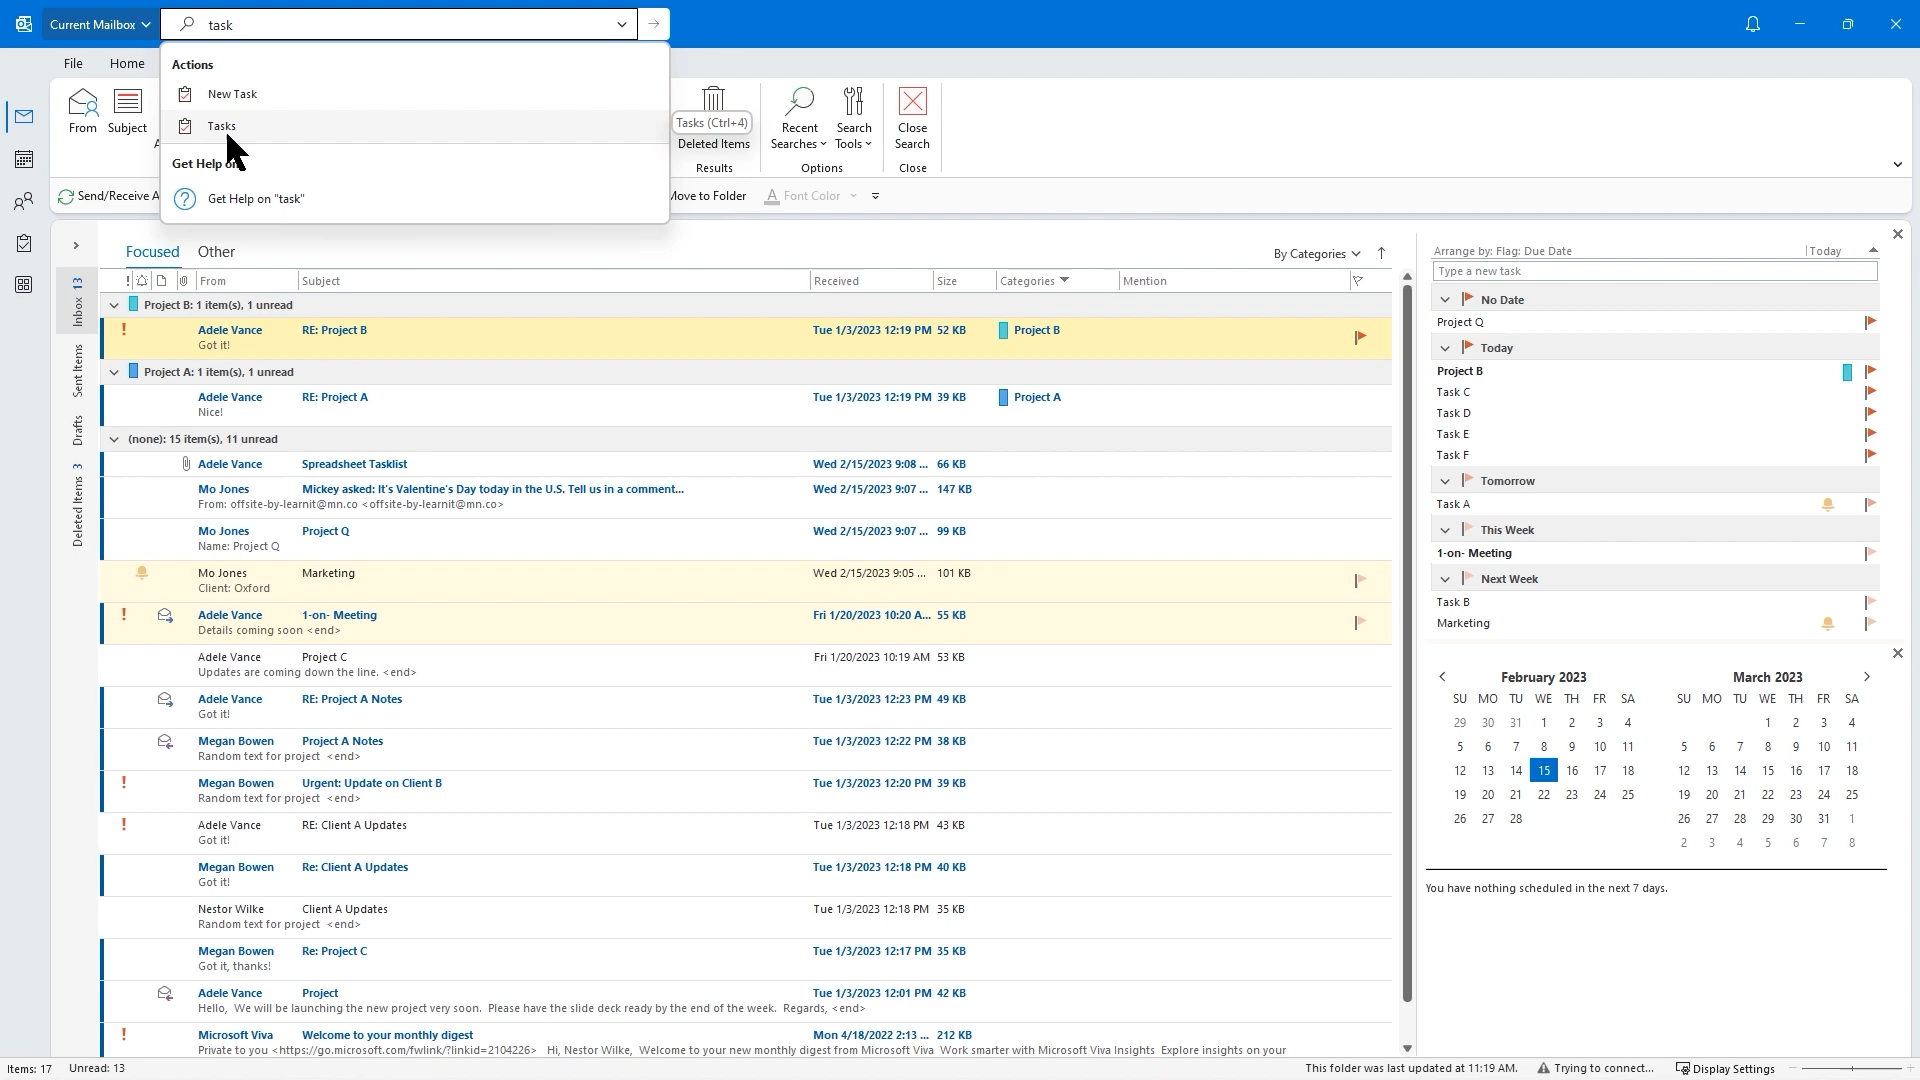 Current Mailbox
task
Actions
New Task
Tasks
Get Help on
Get Help on "task"
File
Home
From
Subject
Tasks (Ctrl+4)
Deleted Items
Results
Recent
Searches
Search
Tools
Options
Close
Search
Close
Send/Receive A
Move to Folder
Font Color
Inbox 13
Sent Items
Drafts
Deleted Items 3
Focused
Other
By Categories
From
Subject
Received
Size
Categories
Mention
Project B: 1 item(s), 1 unread
Adele Vance RE: Project B Tue 1/3/2023 12:19 PM 52 KB Project B
Got it!
Project A: 1 item(s), 1 unread
Adele Vance RE: Project A Tue 1/3/2023 12:19 PM 39 KB Project A
Nice!
(none): 15 item(s), 11 unread
Adele Vance Spreadsheet Tasklist Wed 2/15/2023 9:08 ... 66 KB
Mo Jones Mickey asked: It's Valentine's Day today in the U.S. Tell us in a comment... Wed 2/15/2023 9:07 ... 147 KB
From: offsite-by-learnit@mn.co <offsite-by-learnit@mn.co>
Mo Jones Project Q Wed 2/15/2023 9:07 ... 99 KB
Name: Project Q
Mo Jones Marketing Wed 2/15/2023 9:05 ... 101 KB
Client: Oxford
Adele Vance 1-on- Meeting Fri 1/20/2023 10:20 A... 55 KB
Details coming soon <end>
Adele Vance Project C Fri 1/20/2023 10:19 AM 53 KB
Updates are coming down the line. <end>
Adele Vance RE: Project A Notes Tue 1/3/2023 12:23 PM 49 KB
Got it!
Megan Bowen Project A Notes Tue 1/3/2023 12:22 PM 38 KB
Random text for project <end>
Megan Bowen Urgent: Update on Client B Tue 1/3/2023 12:20 PM 39 KB
Random text for project <end>
Adele Vance RE: Client A Updates Tue 1/3/2023 12:18 PM 43 KB
Got it!
Megan Bowen Re: Client A Updates Tue 1/3/2023 12:18 PM 40 KB
Got it!
Nestor Wilke Client A Updates Tue 1/3/2023 12:18 PM 35 KB
Random text for project <end>
Megan Bowen Re: Project C Tue 1/3/2023 12:17 PM 35 KB
Got it, thanks!
Adele Vance Project Tue 1/3/2023 12:01 PM 42 KB
Hello, We will be launching the new project very soon. Please have the slide deck ready by the end of the week. Regards, <end>
Microsoft Viva Welcome to your monthly digest Mon 4/18/2022 2:13 ... 212 KB
Private to you <https://go.microsoft.com/fwlink/?linkid=2104226> Hi, Nestor Wilke, Welcome to your new monthly digest from Microsoft Viva Work smarter with Microsoft Viva Insights Explore insights on your
Arrange by: Flag: Due Date Today
Type a new task
No Date
Project Q
Today
Project B
Task C
Task D
Task E
Task F
Tomorrow
Task A
This Week
1-on- Meeting
Next Week
Task B
Marketing
February 2023
SU MO TU WE TH FR SA
29 30 31 1 2 3 4
5 6 7 8 9 10 11
12 13 14 15 16 17 18
19 20 21 22 23 24 25
26 27 28
March 2023
SU MO TU WE TH FR SA
1 2 3 4
5 6 7 8 9 10 11
12 13 14 15 16 17 18
19 20 21 22 23 24 25
26 27 28 29 30 31 1
2 3 4 5 6 7 8
You have nothing scheduled in the next 7 days.
Items: 17 Unread: 13
This folder was last updated at 11:19 AM.
Trying to connect...
Display Settings